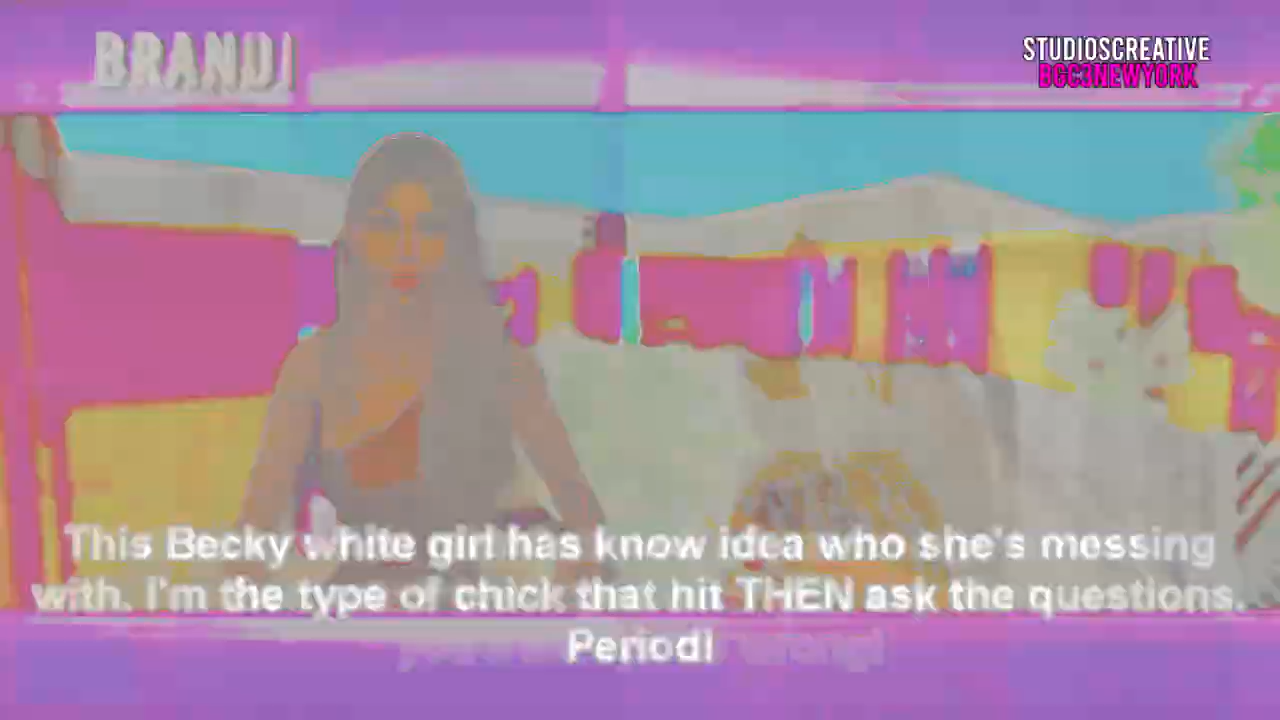 BRANDI
STUDIOSCREATIVE
BGC3NEWYORK
This Becky white girl has know idea who she's messing
with. I'm the type of chick that hit THEN ask the questions.
Period!